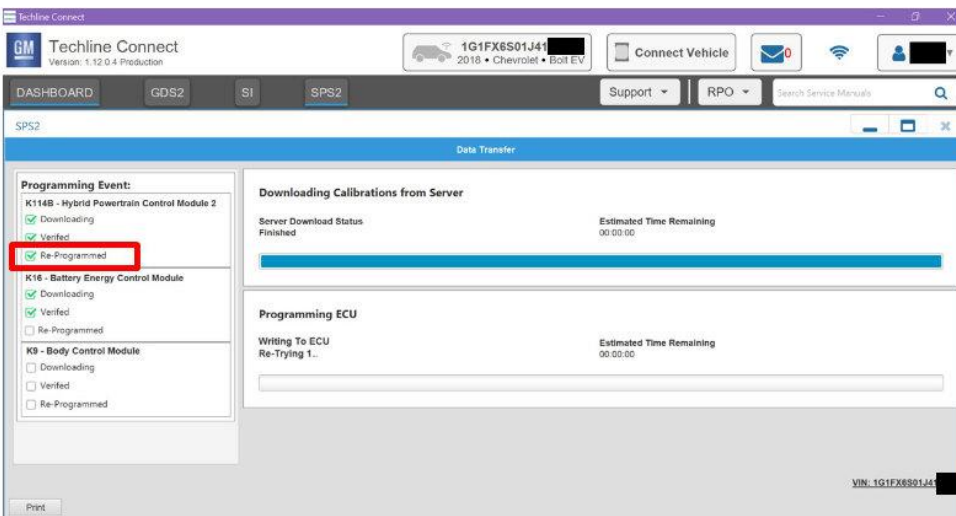 Techline Connect
GM
Techline Connect
Version: 1.12.0.4 Production
1G1FX6S01J41
2018 • Chevrolet • Bolt EV
Connect Vehicle
0
DASHBOARD GDS2 SI SPS2
Support RPO Search Service Manuals
SPS2
Data Transfer
Programming Event:
K114B - Hybrid Powertrain Control Module 2
Downloading
Verifed
Re-Programmed
K16 - Battery Energy Control Module
Downloading
Verifed
Re-Programmed
K9 - Body Control Module
Downloading
Verifed
Re-Programmed
Downloading Calibrations from Server
Server Download Status Estimated Time Remaining
Finished 00:00:00
Programming ECU
Writing To ECU Estimated Time Remaining
Re-Trying 1.. 00:00:00
VIN: 1G1FX6S01J41
Print